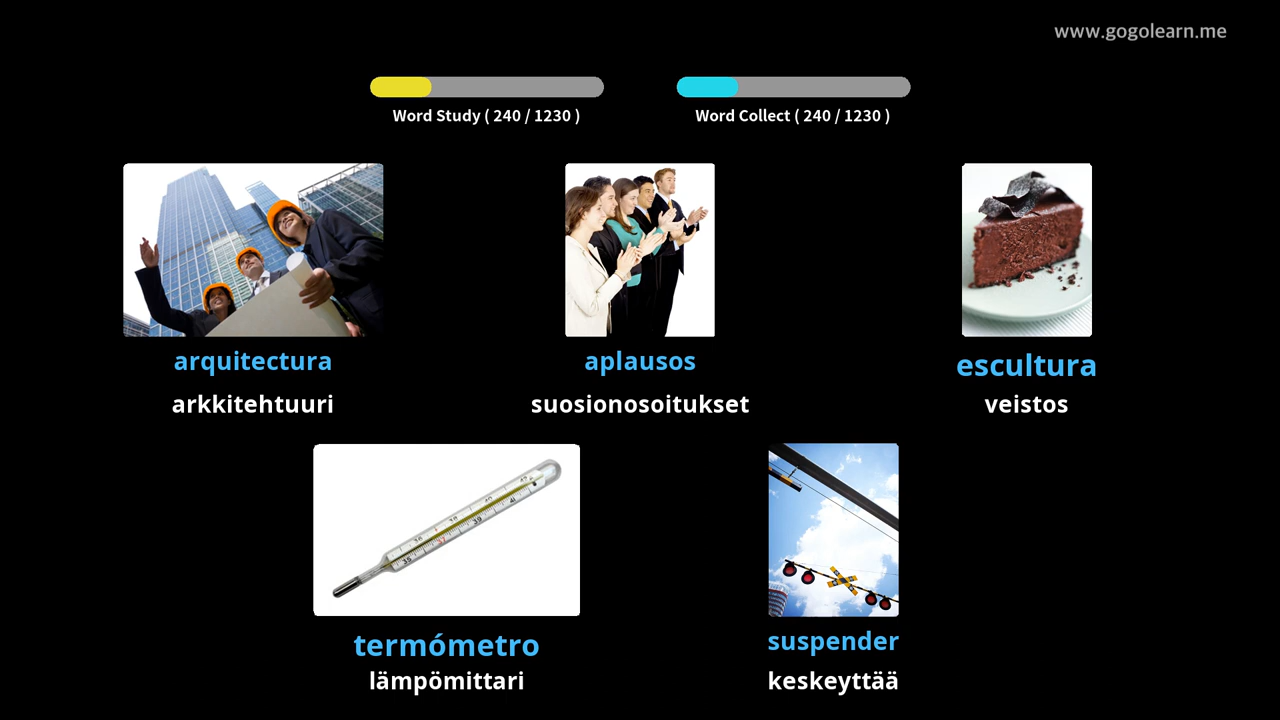 www.gogolearn.me
Word Study ( 240 / 1230 )
Word Collect ( 240 / 1230 )
arquitectura
arkkitehtuuri
aplausos
suosionosoitukset
escultura
veistos
termómetro
lämpömittari
suspender
keskeyttää